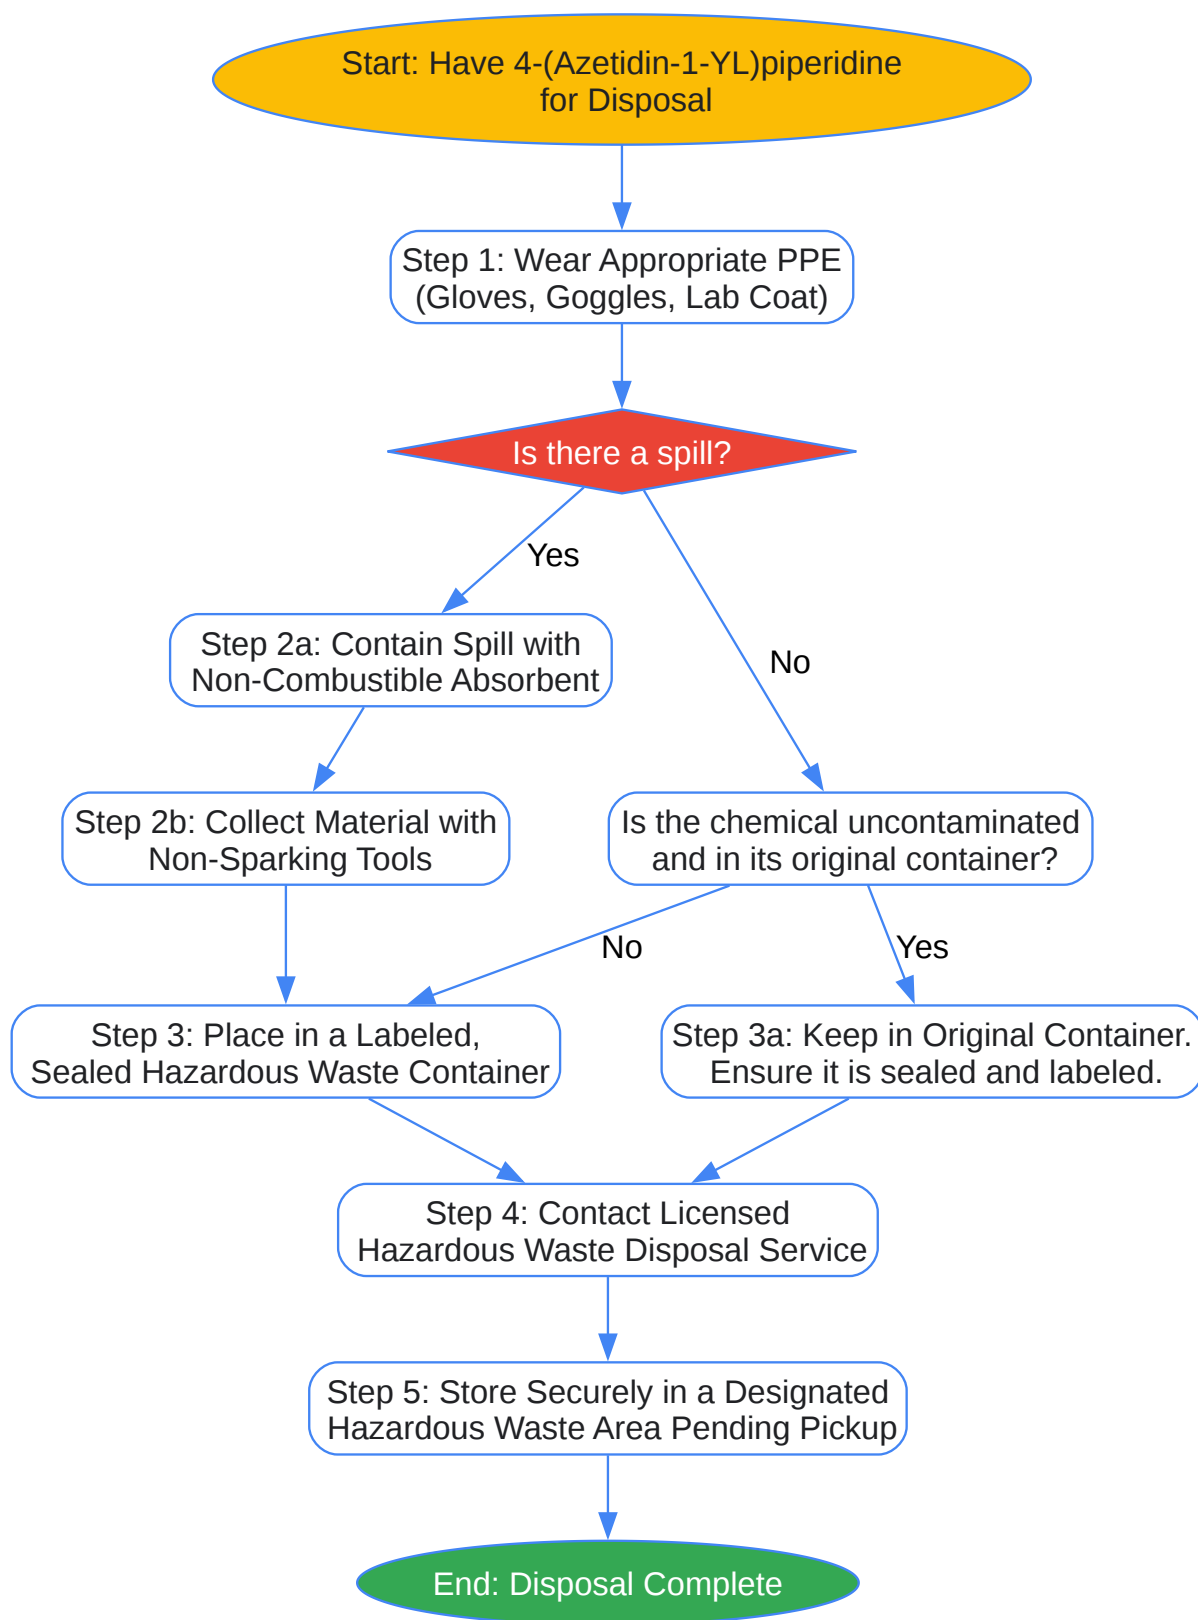 Start: Have 4-(Azetidin-1-YL)piperidine
for Disposal
Step 1: Wear Appropriate PPE
(Gloves, Goggles, Lab Coat)
Is there a spill?
Yes
No
Step 2a: Contain Spill with
Non-Combustible Absorbent
Step 2b: Collect Material with
Non-Sparking Tools
Is the chemical uncontaminated
and in its original container?
No
Yes
Step 3: Place in a Labeled,
Sealed Hazardous Waste Container
Step 3a: Keep in Original Container.
Ensure it is sealed and labeled.
Step 4: Contact Licensed
Hazardous Waste Disposal Service
Step 5: Store Securely in a Designated
Hazardous Waste Area Pending Pickup
End: Disposal Complete